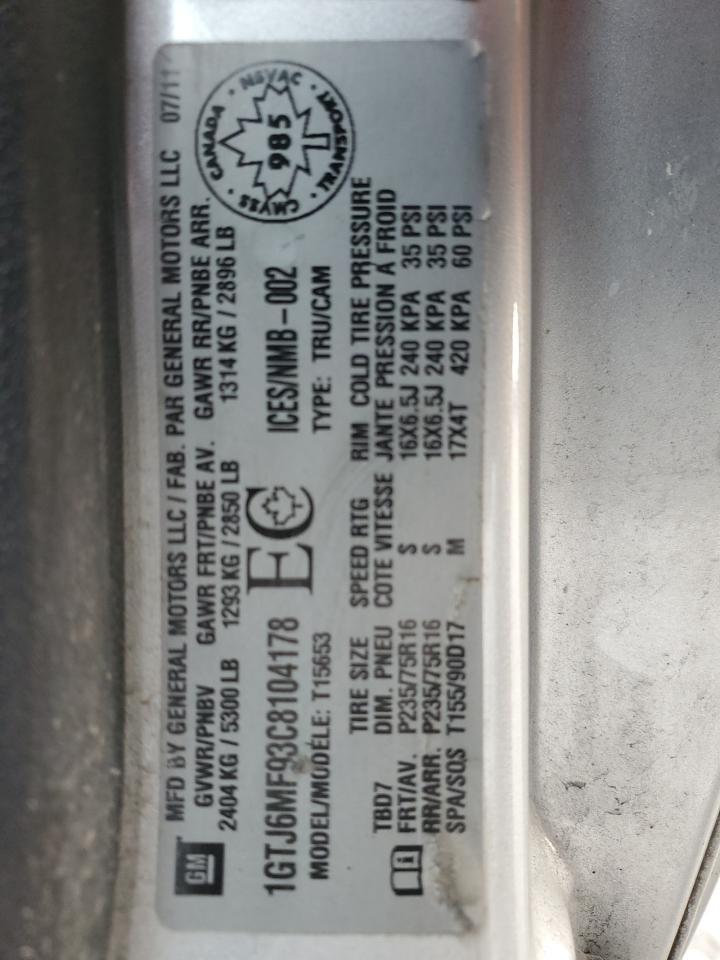 MFD BY GENERAL MOTORS LLC / FAB. PAR GENERAL MOTORS LLC 07/11
GVWR/PNBV GAWR FRT/PNBE AV. GAWR RR/PNBE ARR.
2404 KG / 5300 LB 1293 KG / 2850 LB 1314 KG / 2896 LB
GM
1GTJ6MF93C8104178
MODEL/MODÈLE: T15653
EC
ICES/NMB-002
TYPE: TRU/CAM
CANADA · NSVAC · TRANSPORT · CMVSS
985
TIRE SIZE SPEED RTG RIM COLD TIRE PRESSURE
TBD7 DIM. PNEU COTE VITESSE JANTE PRESSION À FROID
FRT/AV. P235/75R16 S 16X6.5J 240 KPA 35 PSI
RR/ARR. P235/75R16 S 16X6.5J 240 KPA 35 PSI
SPA/SOS T155/90D17 M 17X4T 420 KPA 60 PSI